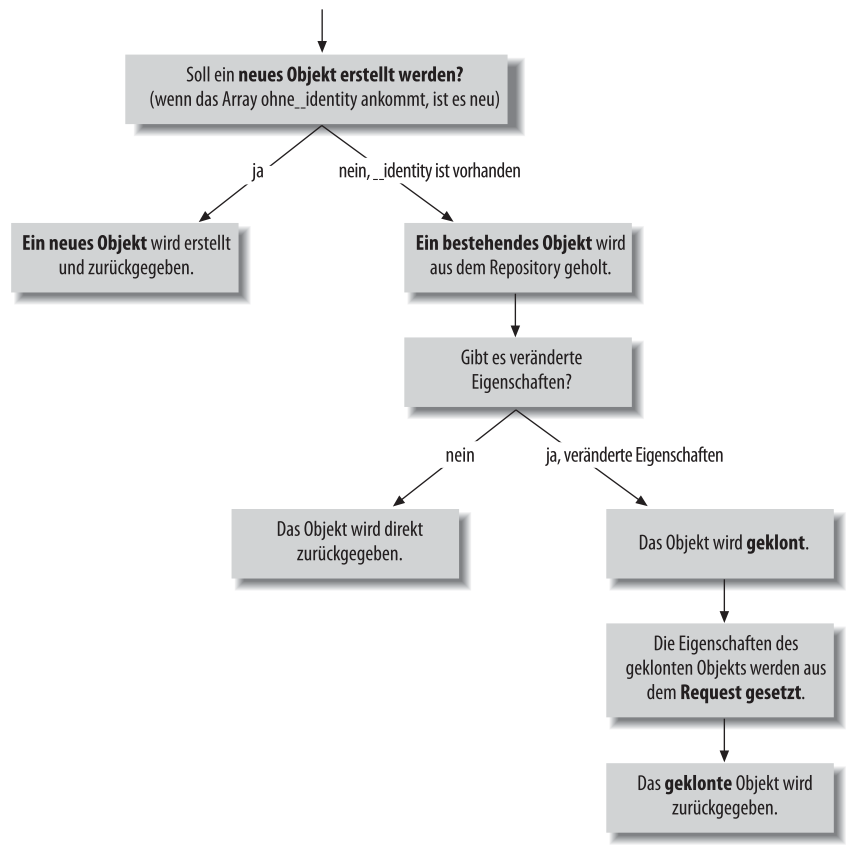 Soll ein neues Objekt erstellt werden?
(wenn das Array ohne__identity ankommt, ist es neu)
ja
nein, __identity ist vorhanden
Ein neues Objekt wird erstellt
und zurückgegeben.
Ein bestehendes Objekt wird
aus dem Repository geholt.
Gibt es veränderte
Eigenschaften?
nein
ja, veränderte Eigenschaften
Das Objekt wird direkt
zurückgegeben.
Das Objekt wird geklont.
Die Eigenschaften des
geklonten Objekts werden aus
dem Request gesetzt.
Das geklonte Objekt wird
zurückgegeben.